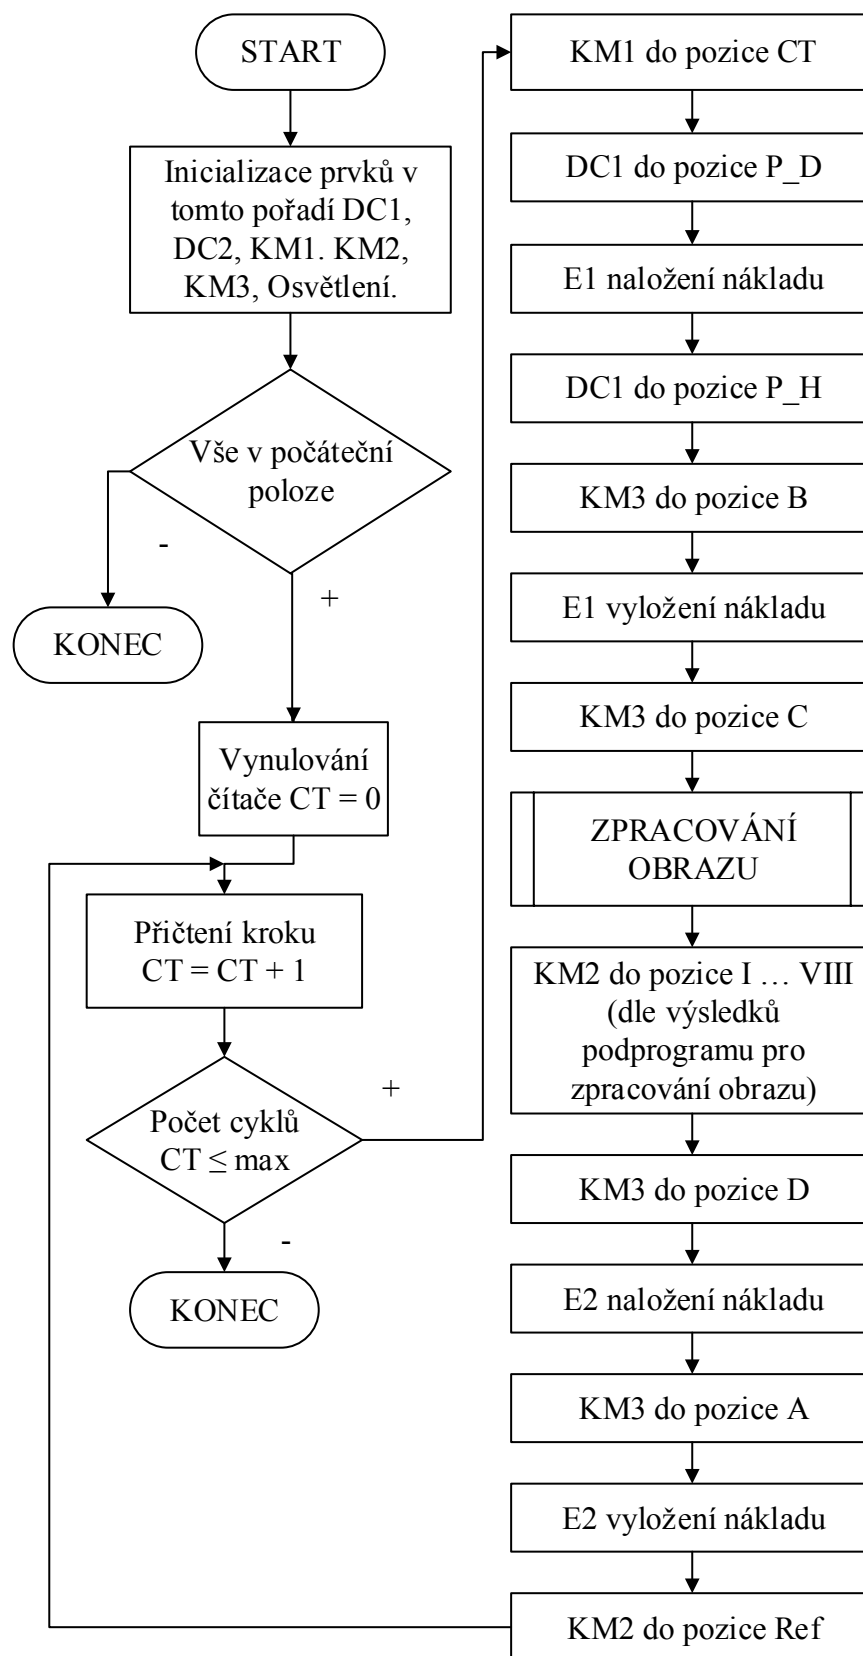 START
Inicializace prvků v
tomto pořadí DC1,
DC2, KM1. KM2,
KM3, Osvětlení.
Vše v počáteční
poloze
-
+
KONEC
Vynulování
čítače CT = 0
Přičtení kroku
CT = CT + 1
+
Počet cyklů
CT ≤ max
-
KONEC
KM1 do pozice CT
DC1 do pozice P_D
E1 naložení nákladu
DC1 do pozice P_H
KM3 do pozice B
E1 vyložení nákladu
KM3 do pozice C
ZPRACOVÁNÍ
OBRAZU
KM2 do pozice I … VIII
(dle výsledků
podprogramu pro
zpracování obrazu)
KM3 do pozice D
E2 naložení nákladu
KM3 do pozice A
E2 vyložení nákladu
KM2 do pozice Ref